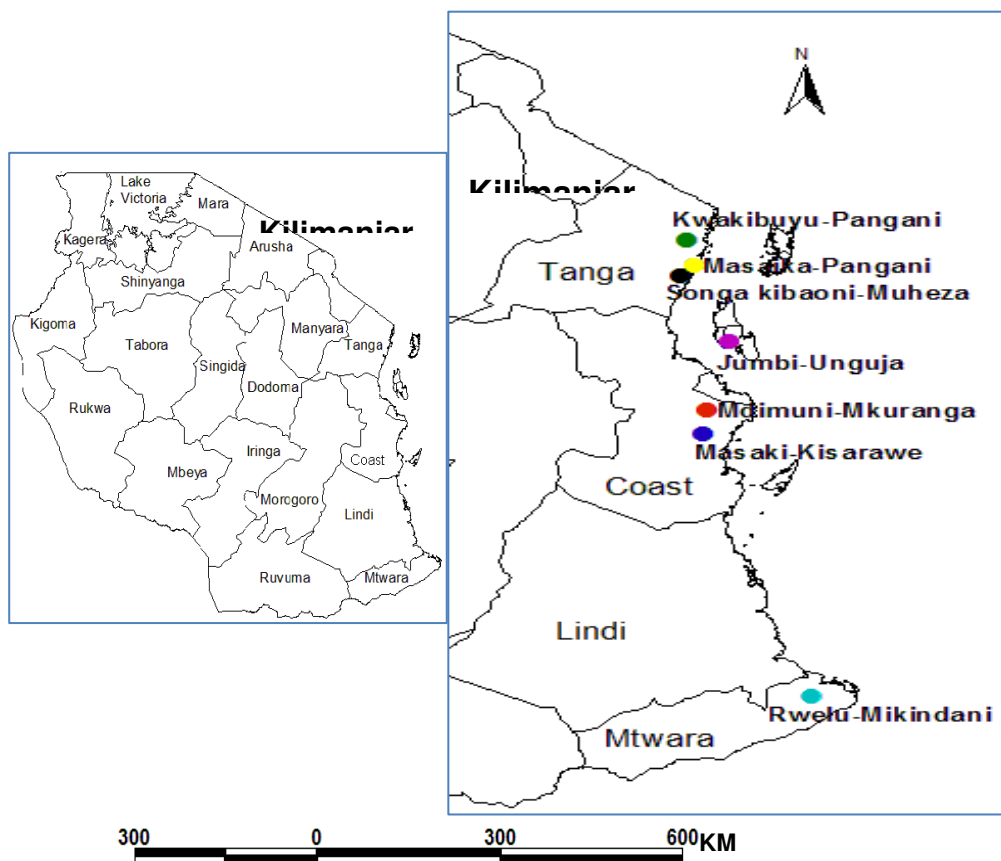 Lake
Victoria
Mara
Kilimanjar
Kagera
Arusha
Shinyanga
Kigoma
Manyara
Tabora
Tanga
Singida
Dodoma
Rukwa
Iringa
Coast
Mbeya
Morogoro
Lindi
Ruvuma
Mtwara
N
Kilimanjar
Kwakibuyu-Pangani
Tanga
Masaika-Pangani
Songa kibaoni-Muheza
Jumbi-Unguja
Mkuranga
Masaki-Kisarawe
Coast
Lindi
Rwelu-Mikindani
Mtwara
300 0 300 600 KM